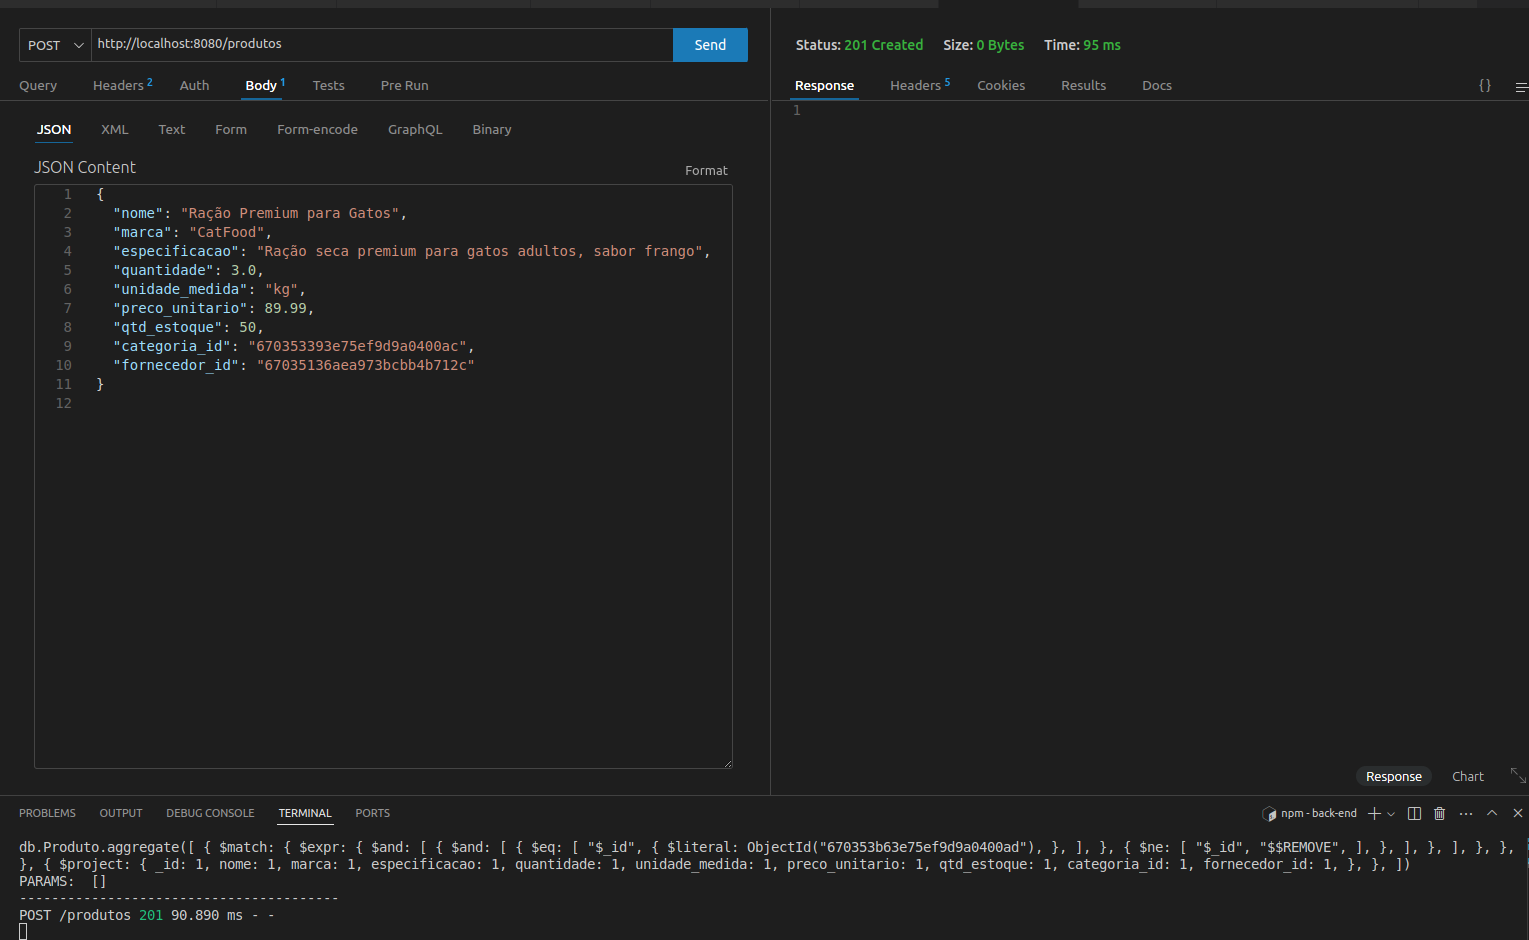 POST http://localhost:8080/produtos Send
Query Headers 2 Auth Body 1 Tests Pre Run
JSON XML Text Form Form-encode GraphQL Binary
JSON Content Format
1 {
2 "nome": "Ração Premium para Gatos",
3 "marca": "CatFood",
4 "especificacao": "Ração seca premium para gatos adultos, sabor frango",
5 "quantidade": 3.0,
6 "unidade_medida": "kg",
7 "preco_unitario": 89.99,
8 "qtd_estoque": 50,
9 "categoria_id": "670353393e75ef9d9a0400ac",
10 "fornecedor_id": "67035136aea973bcbb4b712c"
11 }
12
Status: 201 Created Size: 0 Bytes Time: 95 ms
Response Headers 5 Cookies Results Docs {}
1
Response Chart
PROBLEMS OUTPUT DEBUG CONSOLE TERMINAL PORTS npm - back-end
db.Produto.aggregate([ { $match: { $expr: { $and: [ { $and: [ { $eq: [ "$_id", { $literal: ObjectId("670353b63e75ef9d9a0400ad"), }, ], }, { $ne: [ "$_id", "$$REMOVE", ], }, ], }, ], }, },
}, { $project: { _id: 1, nome: 1, marca: 1, especificacao: 1, quantidade: 1, unidade_medida: 1, preco_unitario: 1, qtd_estoque: 1, categoria_id: 1, fornecedor_id: 1, }, }, ])
PARAMS: []
--------------------------------------
POST /produtos 201 90.890 ms - -